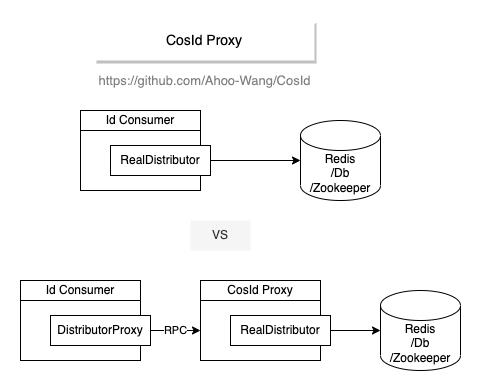 CosId Proxy
https://github.com/Ahoo-Wang/CosId
Id Consumer
RealDistributor
Redis
/Db
/Zookeeper
VS
Id Consumer
DistributorProxy
RPC
CosId Proxy
RealDistributor
Redis
/Db
/Zookeeper